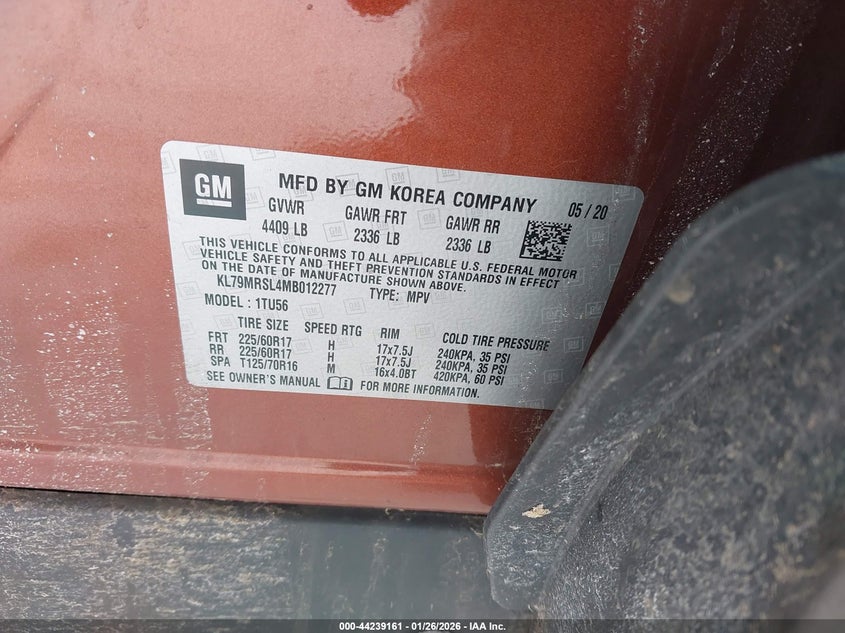 GM MFD BY GM KOREA COMPANY 05 / 20
GVWR GAWR FRT GAWR RR
4409 LB 2336 LB 2336 LB
THIS VEHICLE CONFORMS TO ALL APPLICABLE U.S. FEDERAL MOTOR
VEHICLE SAFETY AND THEFT PREVENTION STANDARDS IN EFFECT
ON THE DATE OF MANUFACTURE SHOWN ABOVE.
KL79MRSL4MB012277 TYPE: MPV
MODEL: 1TU56
TIRE SIZE SPEED RTG RIM COLD TIRE PRESSURE
FRT 225/60R17 H 17x7.5J 240KPA, 35 PSI
RR 225/60R17 H 17x7.5J 240KPA, 35 PSI
SPA T125/70R16 M 16x4.0BT 420KPA, 60 PSI
SEE OWNER'S MANUAL FOR MORE INFORMATION.
000-44239161 - 01/26/2026 - IAA Inc.